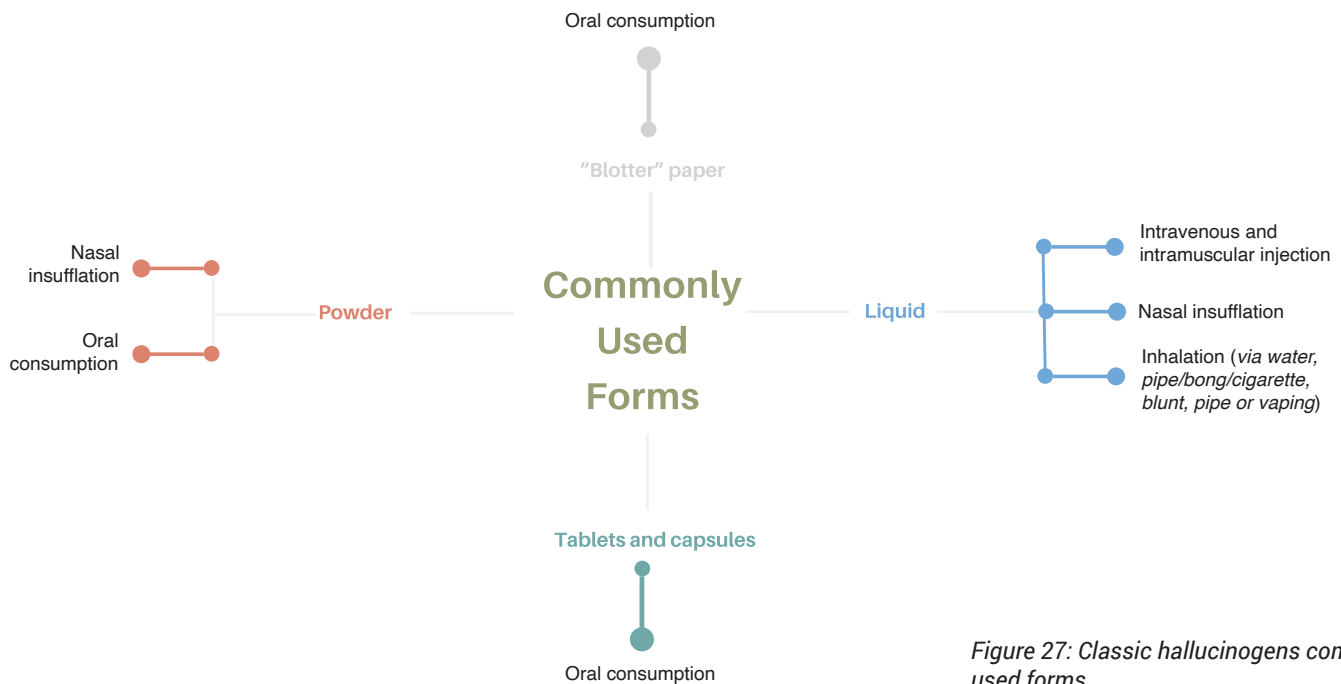 Oral consumption
“Blotter” paper
Nasal
insufflation
Oral
consumption
Powder
Commonly
Used
Forms
Liquid
Intravenous and
intramuscular injection
Nasal insufflation
Inhalation (via water,
pipe/bong/cigarette,
blunt, pipe or vaping)
Tablets and capsules
Oral consumption
Figure 27: Classic hallucinogens
used forms